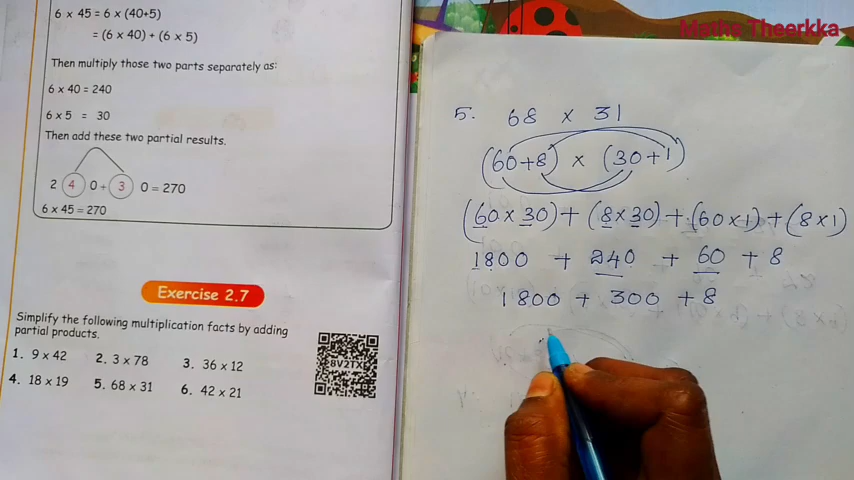 Maths Theerkka
6 × 45 = 6 × (40+5)
= (6 × 40) + (6 × 5)
Then multiply those two parts separately as:
6 × 40 = 240
6 × 5 = 30
Then add these two partial results.
2 4 0 + 3 0 = 270
6 × 45 = 270
Exercise 2.7
Simplify the following multiplication facts by adding
partial products.
1. 9 × 42 2. 3 × 78 3. 36 × 12
4. 18 × 19 5. 68 × 31 6. 42 × 21
8V2TX
5. 68 × 31
(60+8) × (30+1)
(60×30)+(8×30)+(60×1)+(8×1)
1800 + 240 + 60 + 8
1800 + 300 + 8